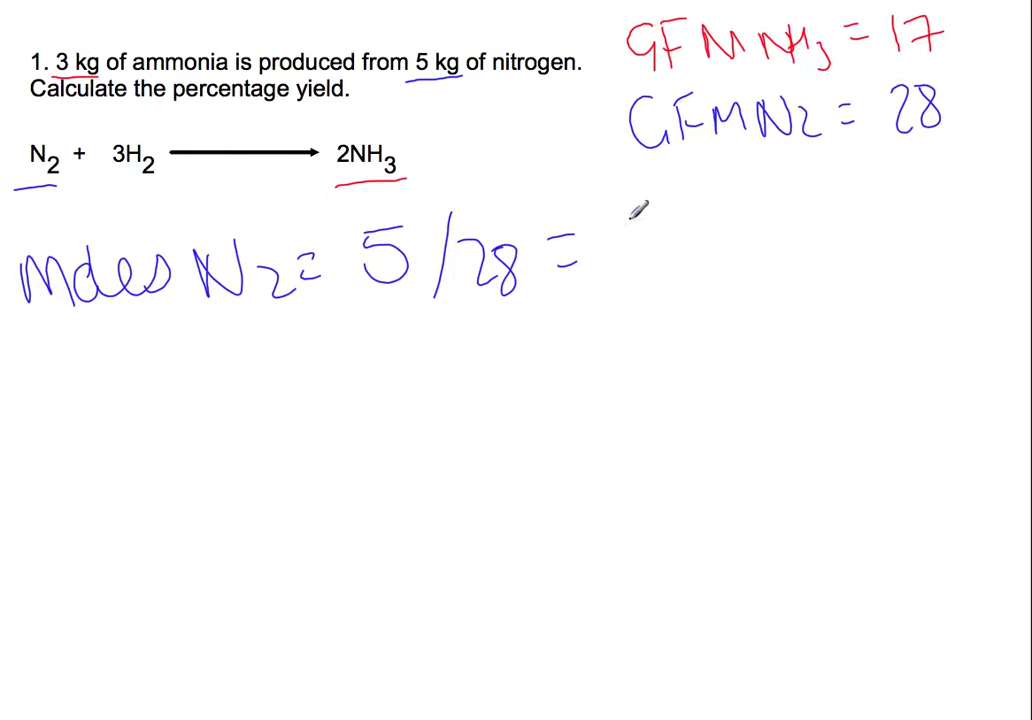 1. 3 kg of ammonia is produced from 5 kg of nitrogen.
Calculate the percentage yield.
GFM NH3 = 17
GFM N2 = 28
N2 + 3H2 → 2NH3
moles N2 = 5/28 =